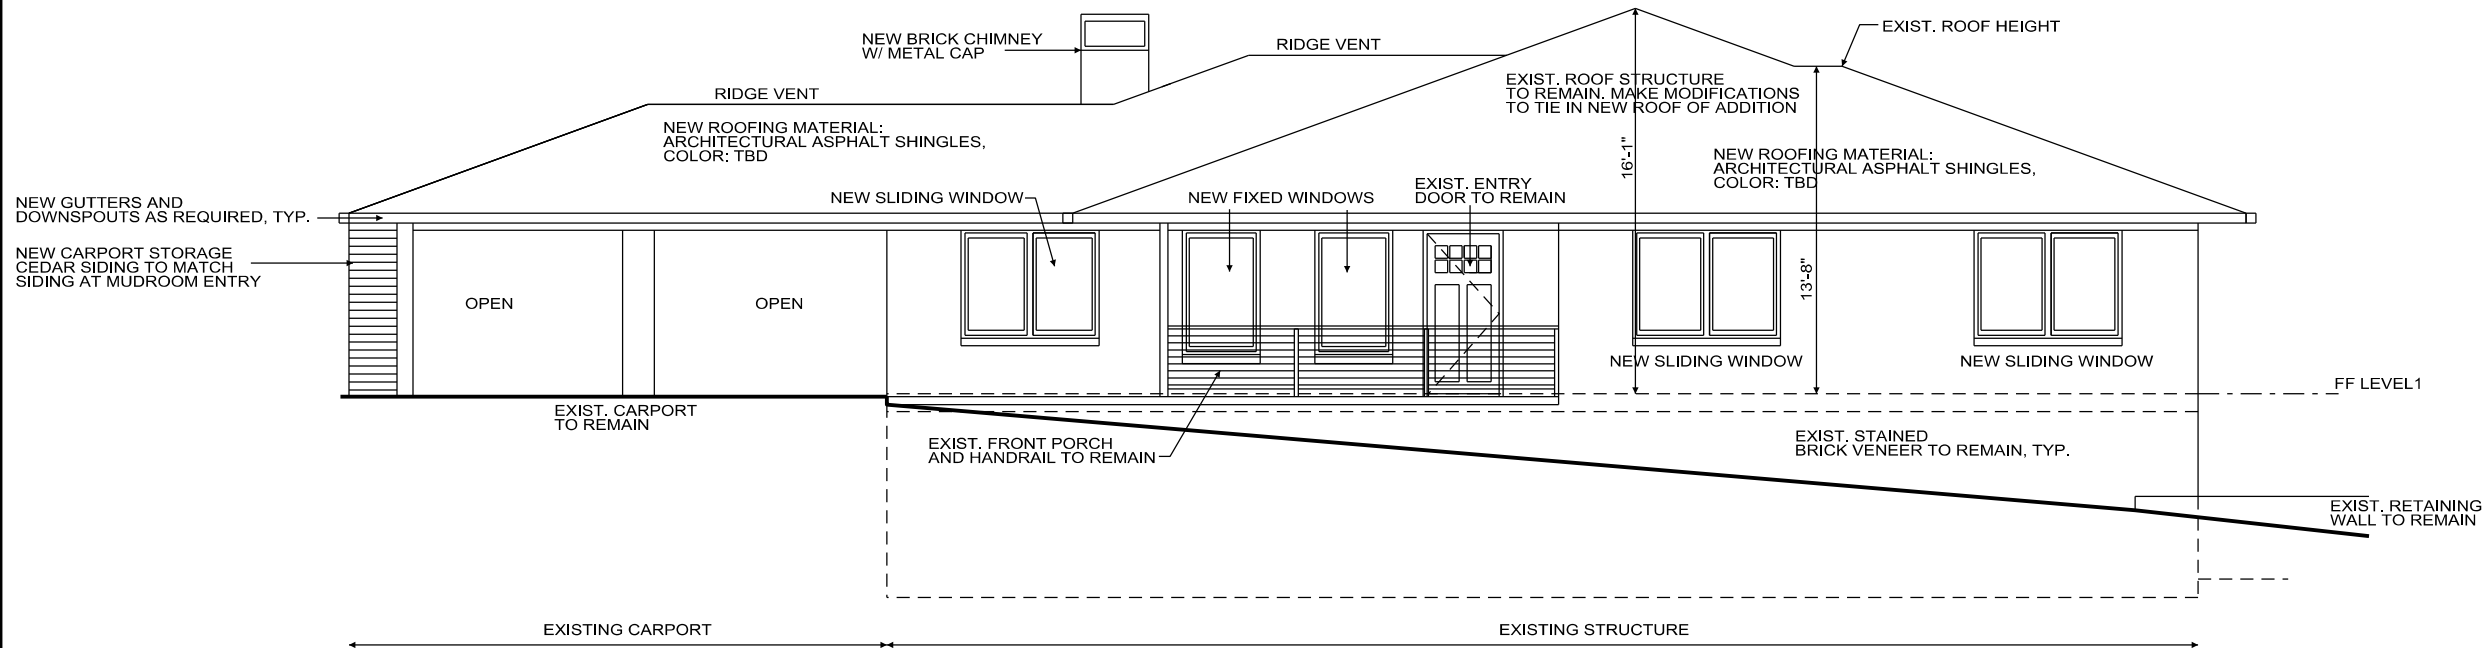 NEW BRICK CHIMNEY
W/ METAL CAP
RIDGE VENT
EXIST. ROOF HEIGHT
RIDGE VENT
EXIST. ROOF STRUCTURE
TO REMAIN. MAKE MODIFICATIONS
TO TIE IN NEW ROOF OF ADDITION
NEW ROOFING MATERIAL:
ARCHITECTURAL ASPHALT SHINGLES,
COLOR: TBD
16'-1"
NEW ROOFING MATERIAL:
ARCHITECTURAL ASPHALT SHINGLES,
COLOR: TBD
NEW GUTTERS AND
DOWNSPOUTS AS REQUIRED, TYP.
NEW SLIDING WINDOW
NEW FIXED WINDOWS
EXIST. ENTRY
DOOR TO REMAIN
NEW CARPORT STORAGE
CEDAR SIDING TO MATCH
SIDING AT MUDROOM ENTRY
OPEN
OPEN
13'-8"
NEW SLIDING WINDOW
NEW SLIDING WINDOW
FF LEVEL1
EXIST. CARPORT
TO REMAIN
EXIST. FRONT PORCH
AND HANDRAIL TO REMAIN
EXIST. STAINED
BRICK VENEER TO REMAIN, TYP.
EXIST. RETAINING
WALL TO REMAIN
EXISTING CARPORT
EXISTING STRUCTURE